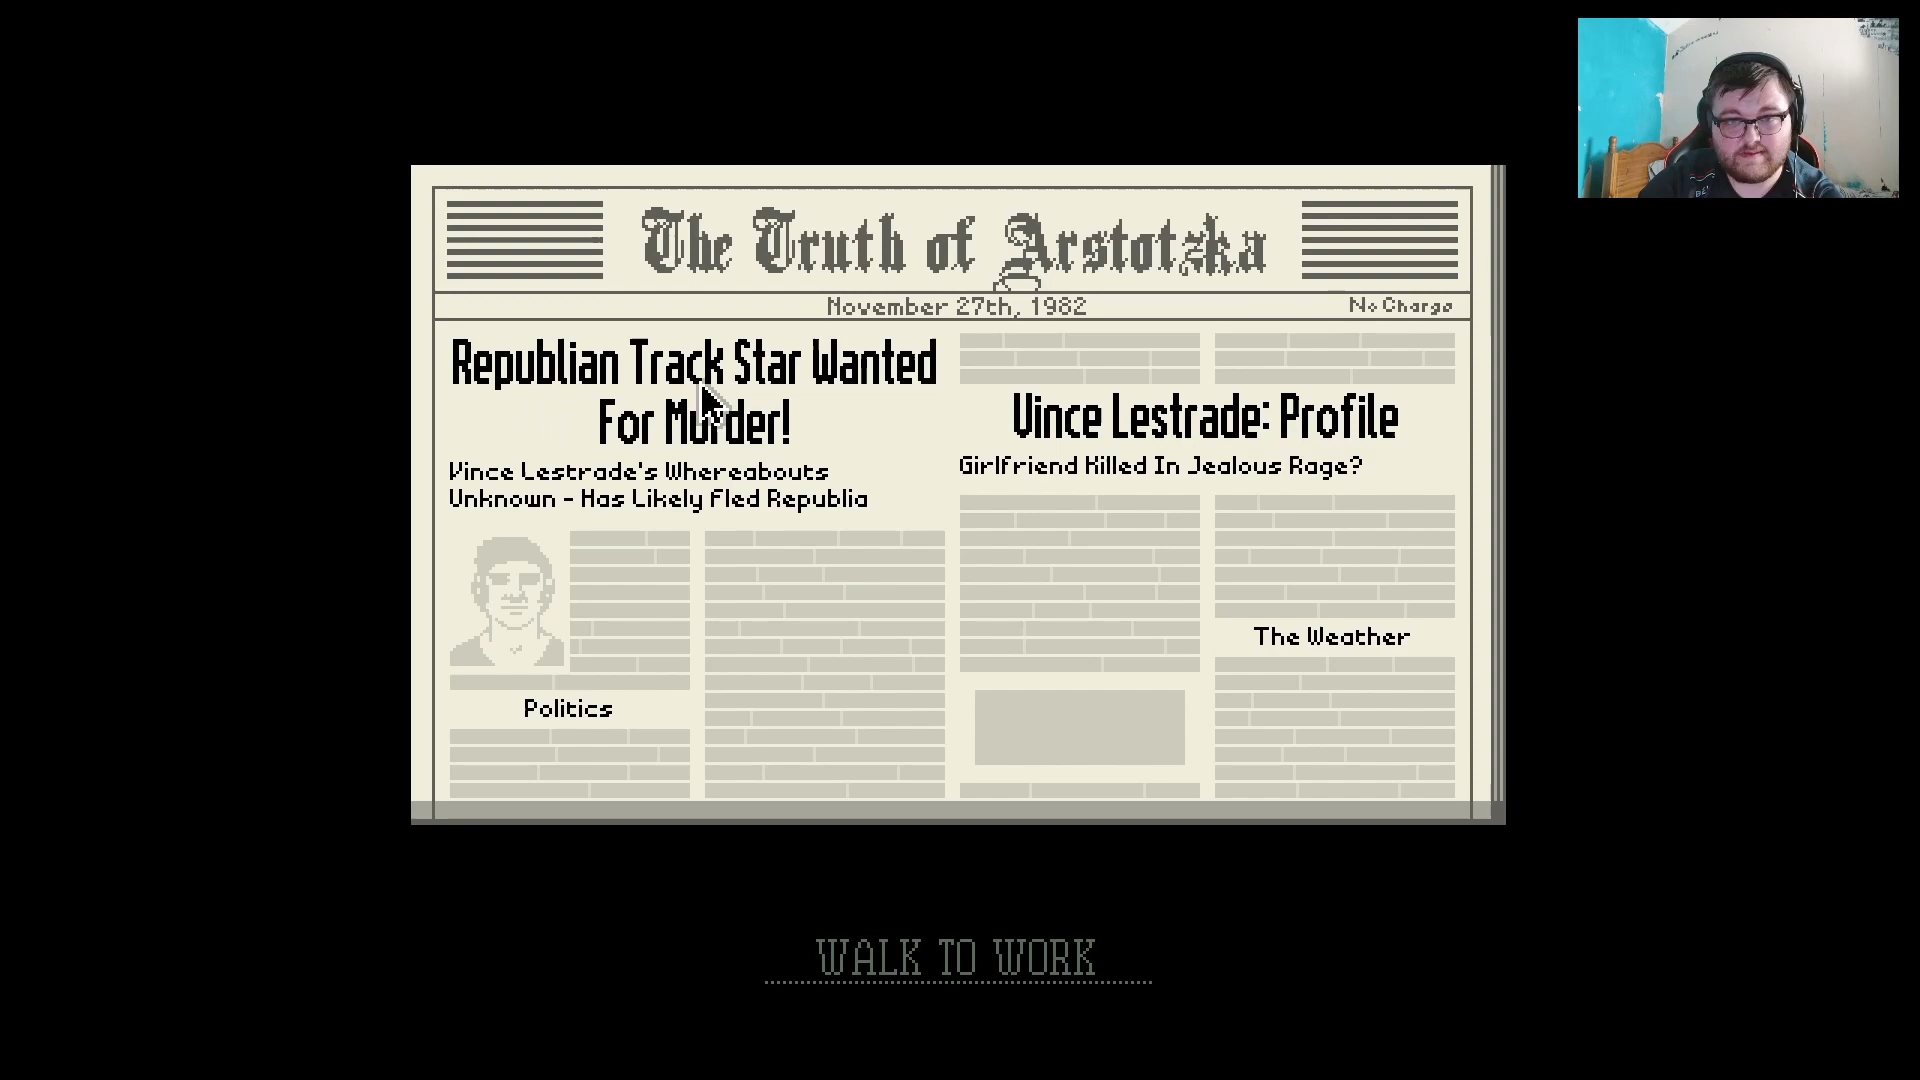 The Truth of Arstotzka
November 27th, 1982
No Charge
Republian Track Star Wanted
For Murder!
Vince Lestrade's Whereabouts
Unknown - Has Likely Fled Republia
Politics
Vince Lestrade: Profile
Girlfriend Killed In Jealous Rage?
The Weather
WALK TO WORK